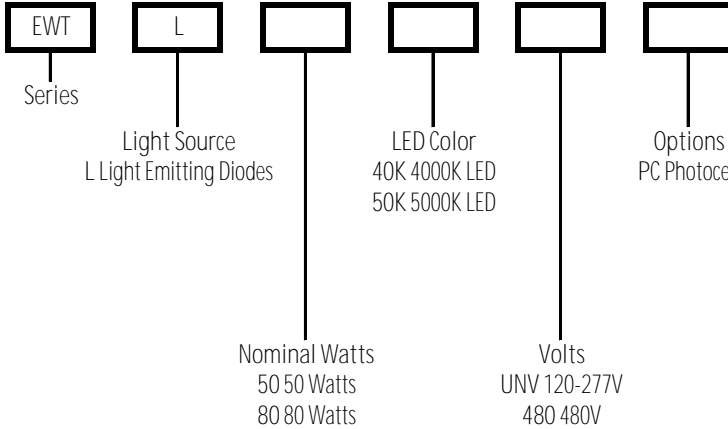 EWT
L
Series
Light Source
L Light Emitting Diodes
LED Color
40K 4000K LED
50K 5000K LED
Options
PC
Nominal Watts
50 50 Watts
80 80 Watts
Volts
UNV 120-277V
480 480V